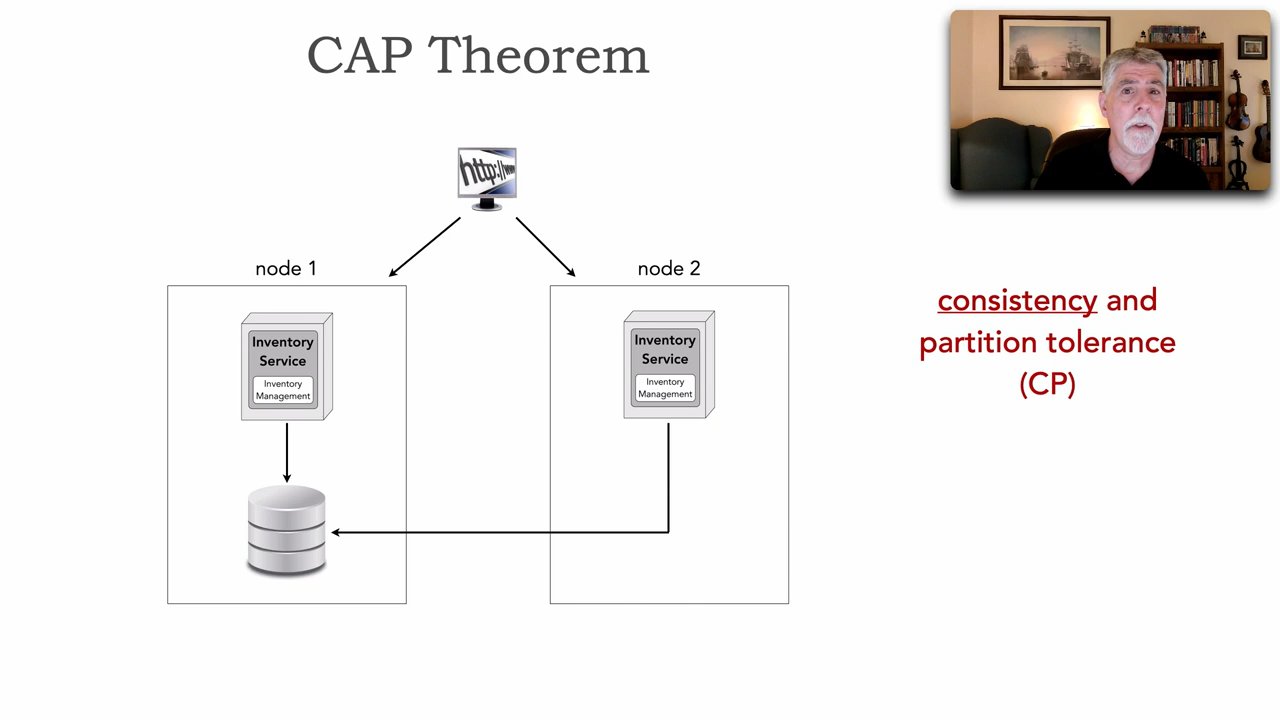 CAP Theorem
http://www
node 1
node 2
Inventory
Service
Inventory
Management
Inventory
Service
Inventory
Management
consistency and
partition tolerance
(CP)